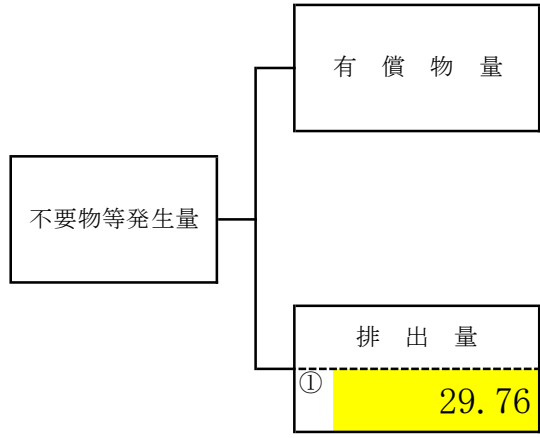 有償物量
不要物等発生量
排出量
①
29.76